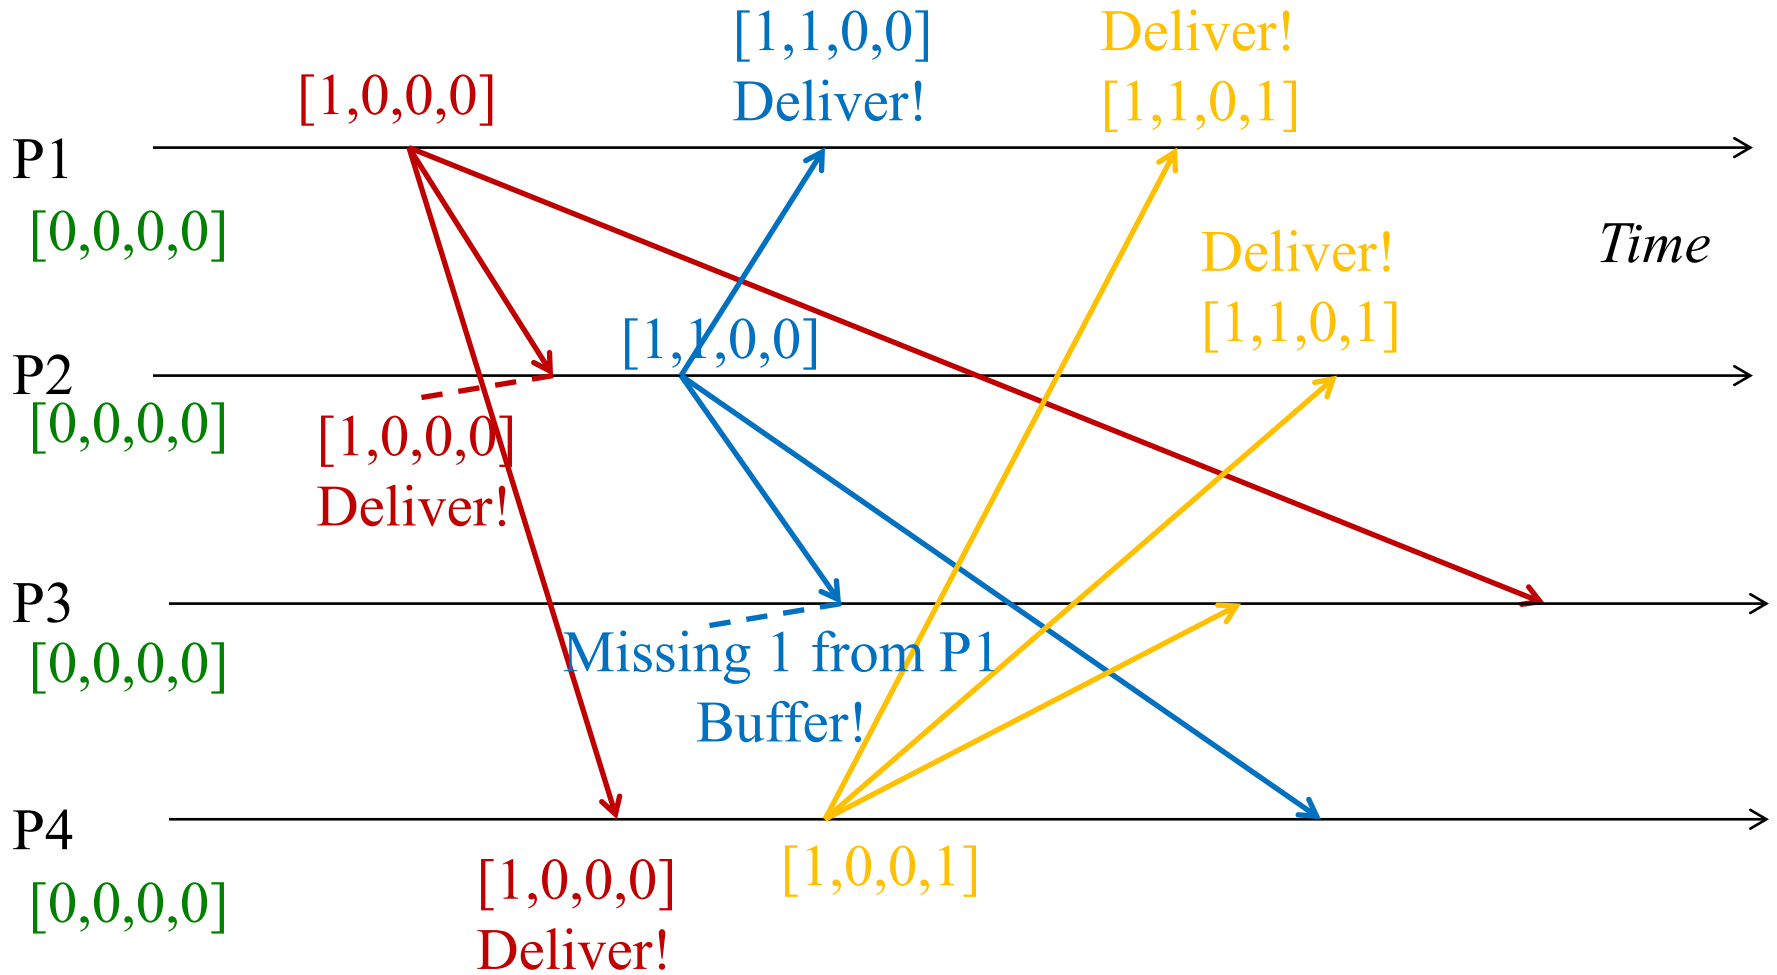 [1,1,0,0]
Deliver!
Deliver!
[1,1,0,1]
[1,0,0,0]
P1
[0,0,0,0]
Time
Deliver!
[1,1,0,1]
[1,1,0,0]
P2
[0,0,0,0]
[1,0,0,0]
Deliver!
P3
[0,0,0,0]
Missing 1 from P1
Buffer!
P4
[0,0,0,0]
[1,0,0,0]
Deliver!
[1,0,0,1]